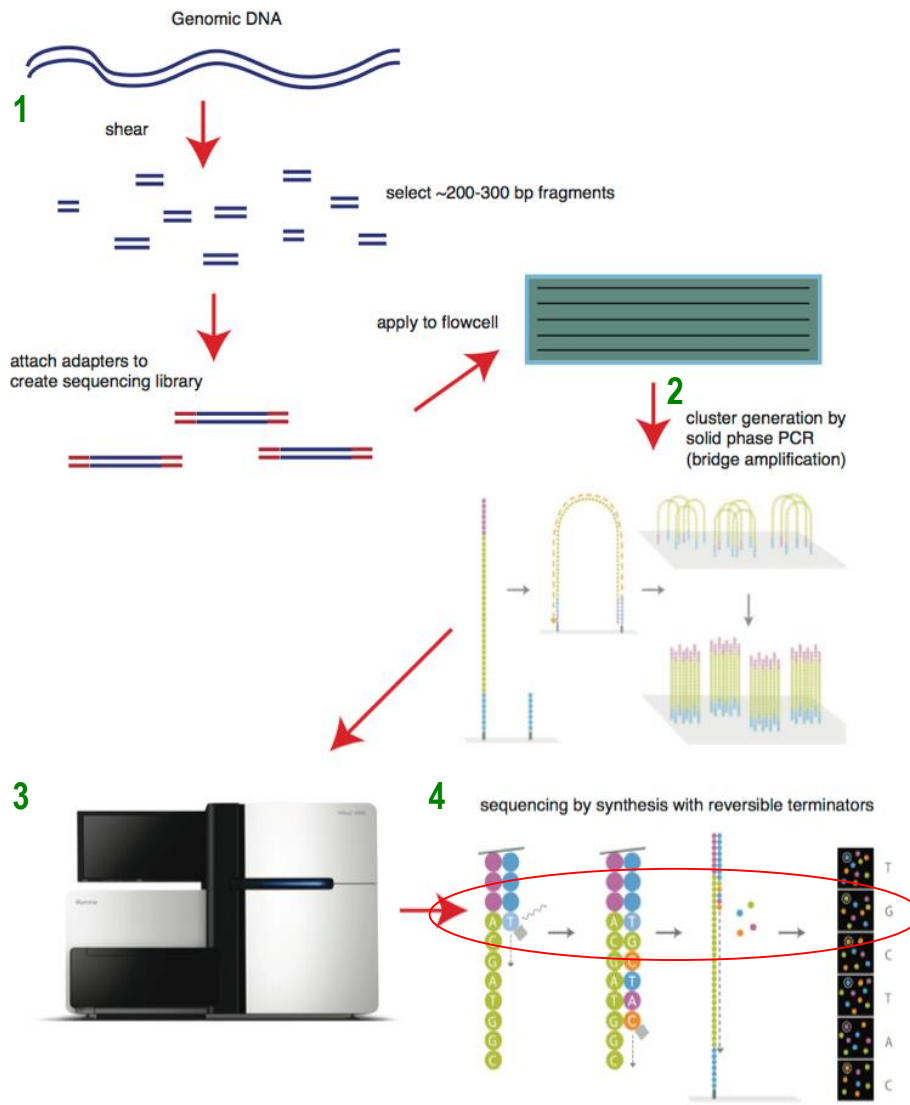 Genomic DNA
1
shear
select ~200-300 bp fragments
apply to flowcell
attach adapters to
create sequencing library
2
cluster generation by
solid phase PCR
(bridge amplification)
3
4
sequencing by synthesis with reversible terminators
A T
C
G
A
T
G
G
C
A T
C G
G C
A T
T A
G C
G
C
T
G
C
T
A
C